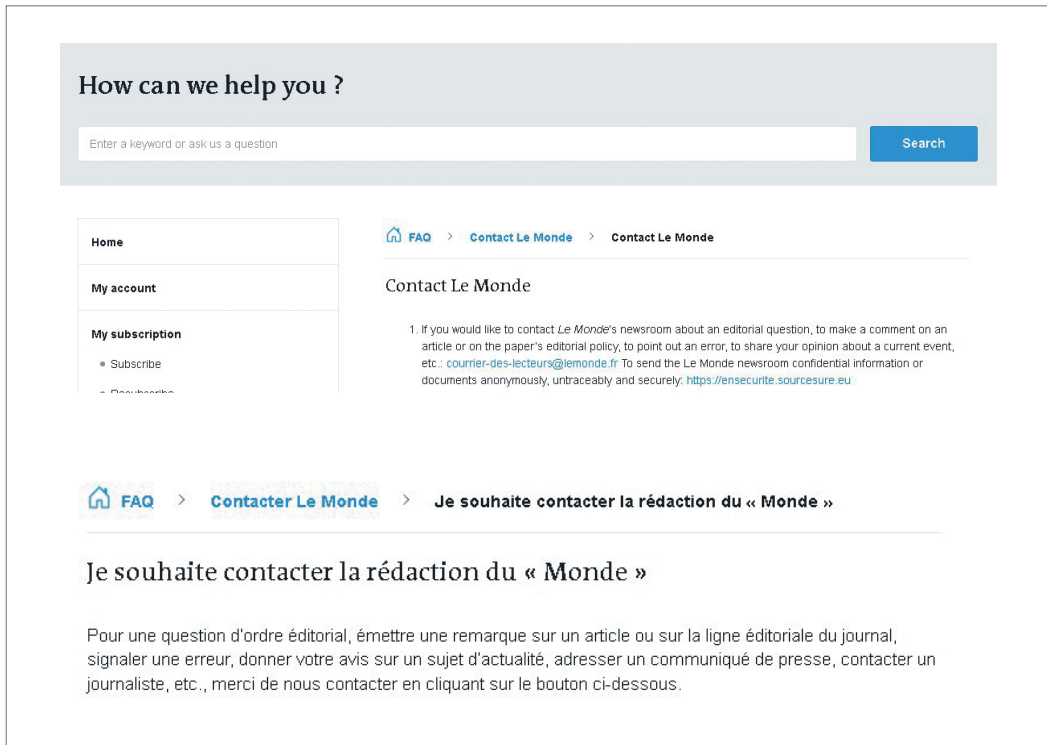 How can we help you ?
Enter a keyword or ask us a question
Search
Home
My account
My subscription
Subscribe
Resubscribe
FAQ > Contact Le Monde > Contact Le Monde
Contact Le Monde
1. If you would like to contact Le Monde's newsroom about an editorial question, to make a comment on an
article or on the paper's editorial policy, to point out an error, to share your opinion about a current event,
etc.: courrier-des-lecteurs@lemonde.fr To send the Le Monde newsroom confidential information or
documents anonymously, untraceably and securely: https://ensecurite.sourcesure.eu
FAQ > Contacter Le Monde > Je souhaite contacter la rédaction du « Monde »
Je souhaite contacter la rédaction du « Monde »
Pour une question d'ordre éditorial, émettre une remarque sur un article ou sur la ligne éditoriale du journal,
signaler une erreur, donner votre avis sur un sujet d'actualité, adresser un communiqué de presse, contacter un
journaliste, etc., merci de nous contacter en cliquant sur le bouton ci-dessous.